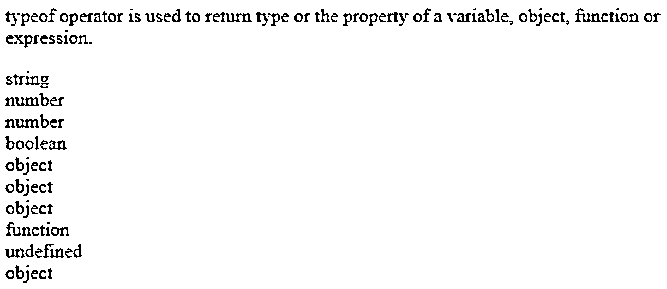 typeof operator is used to return type or the property of a variable, object, function or
expression.
string
number
number
boolean
object
object
object
function
undefined
object